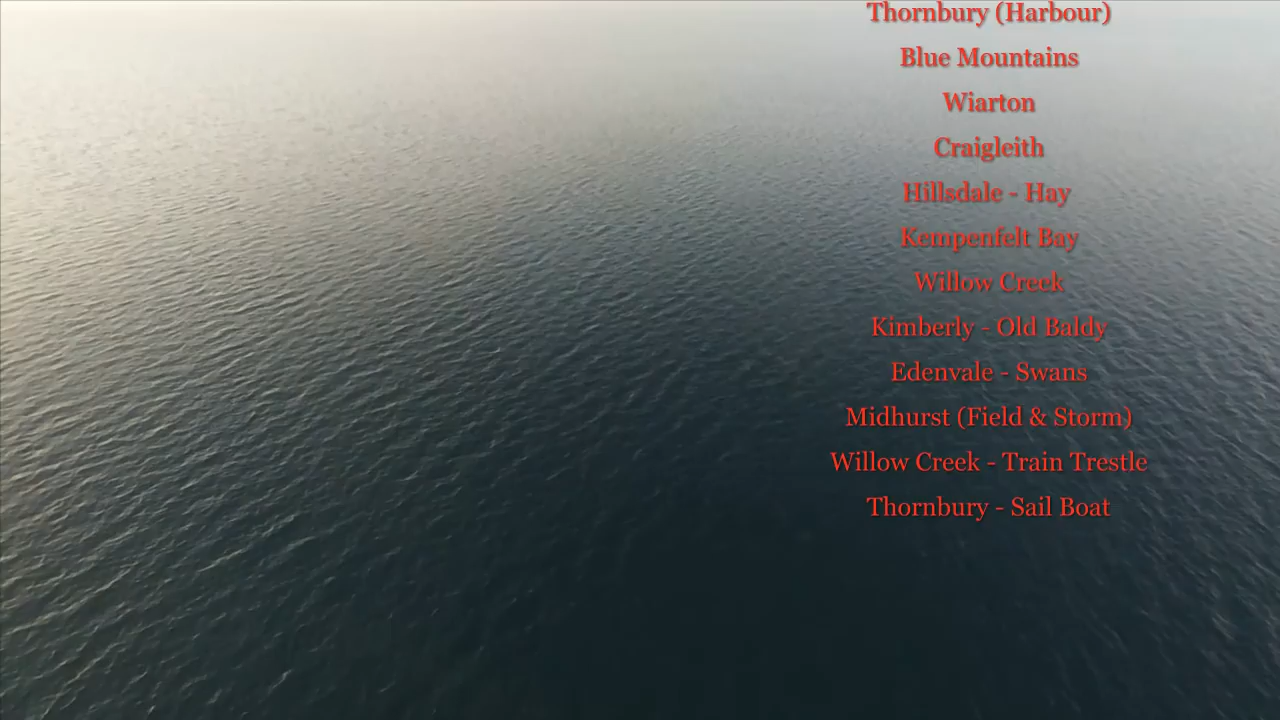 Thornbury (Harbour)
Blue Mountains
Wiarton
Craigleith
Hillsdale - Hay
Kempenfelt Bay
Willow Creek
Kimberly - Old Baldy
Edenvale - Swans
Midhurst (Field & Storm)
Willow Creek - Train Trestle
Thornbury - Sail Boat